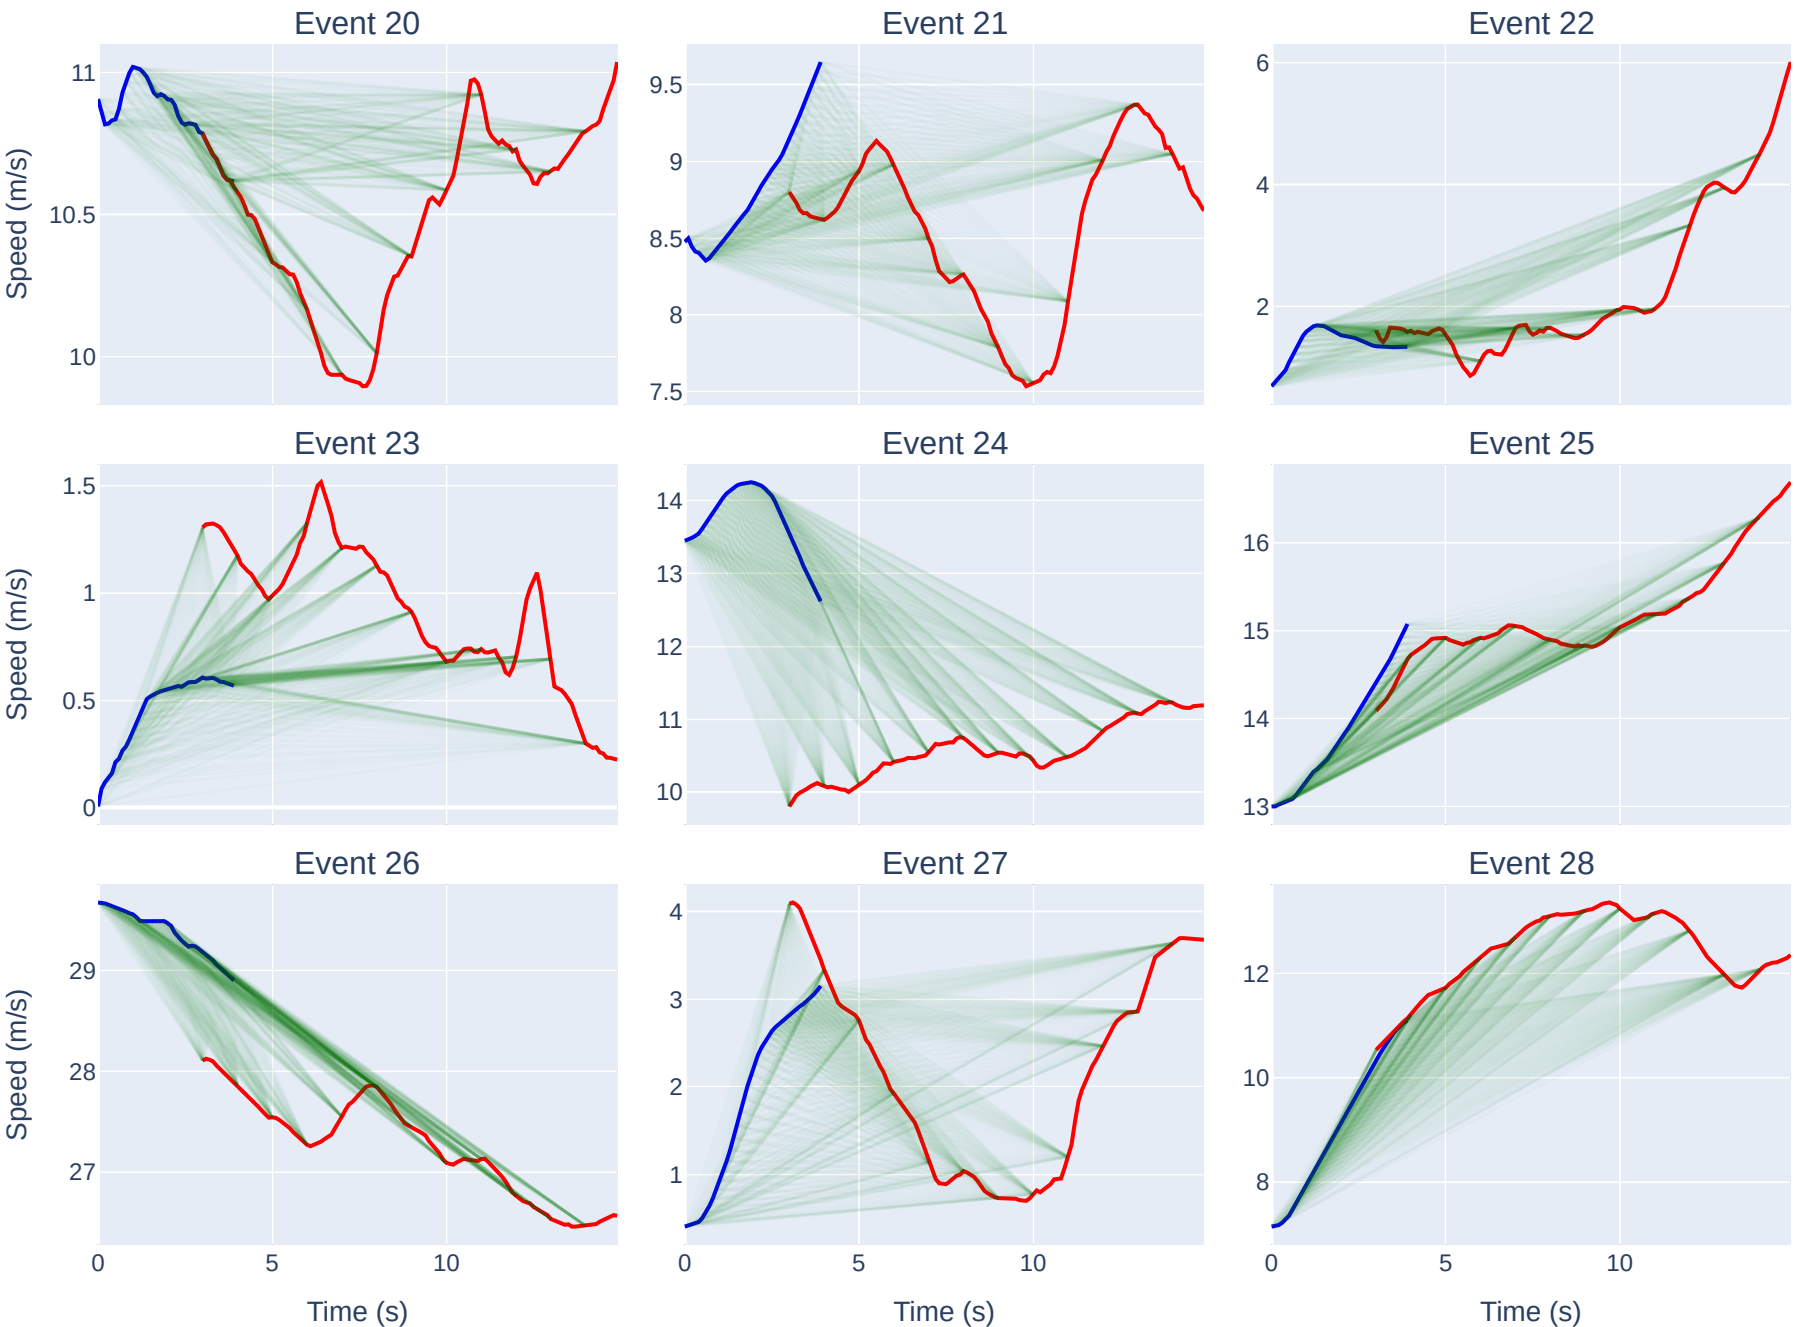 Event 20
Event 21
Event 22
Speed (m/s)
11
10.5
10
9.5
9
8.5
8
7.5
6
4
2
Event 23
Event 24
Event 25
Speed (m/s)
1.5
1
0.5
0
14
13
12
11
10
16
15
14
13
Event 26
Event 27
Event 28
Speed (m/s)
29
28
27
4
3
2
1
12
10
8
0 5 10
0 5 10
0 5 10
Time (s)
Time (s)
Time (s)